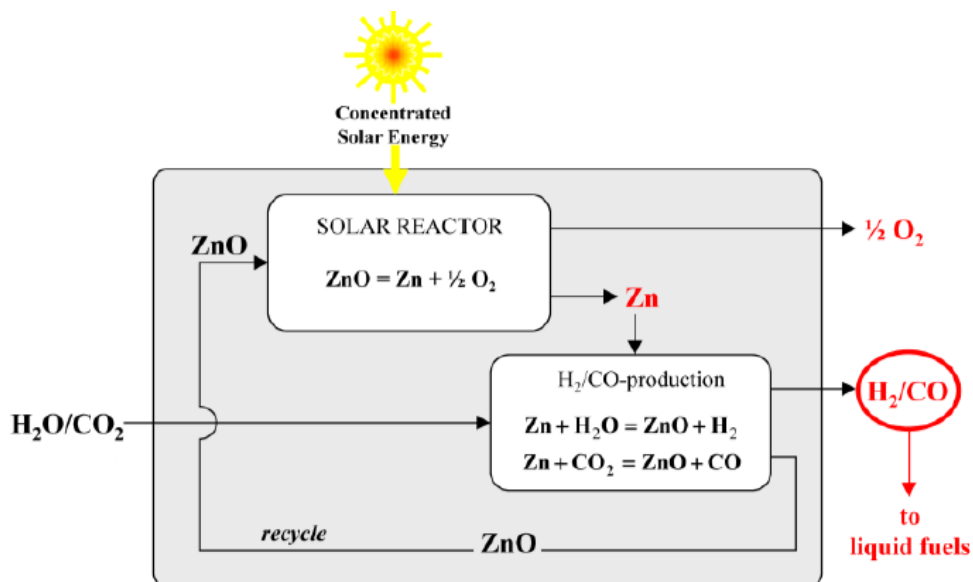 Concentrated
Solar Energy
SOLAR REACTOR
ZnO = Zn + ½ O₂
ZnO
½ O₂
Zn
H₂/CO-production
Zn + H₂O = ZnO + H₂
Zn + CO₂ = ZnO + CO
H₂O/CO₂
H₂/CO
recycle
ZnO
to
liquid fuels